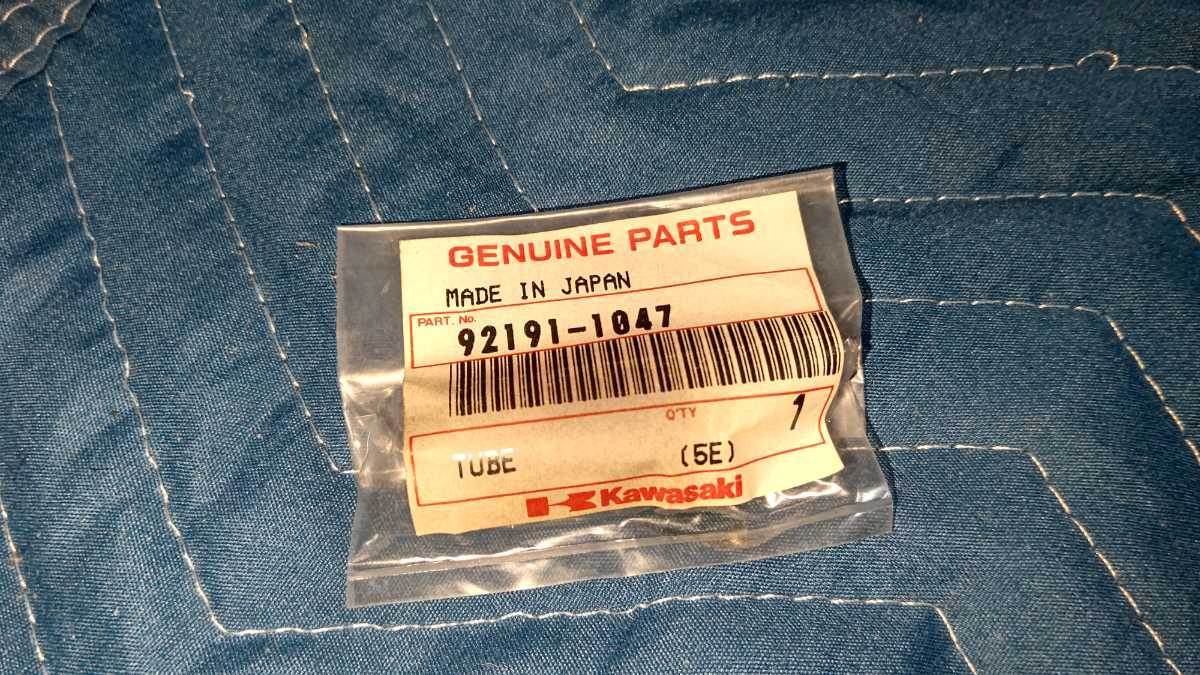 GENUINE PARTS
MADE IN JAPAN
PART. No.
92191-1047
Q'TY 1
TUBE (5E)
Kawasaki